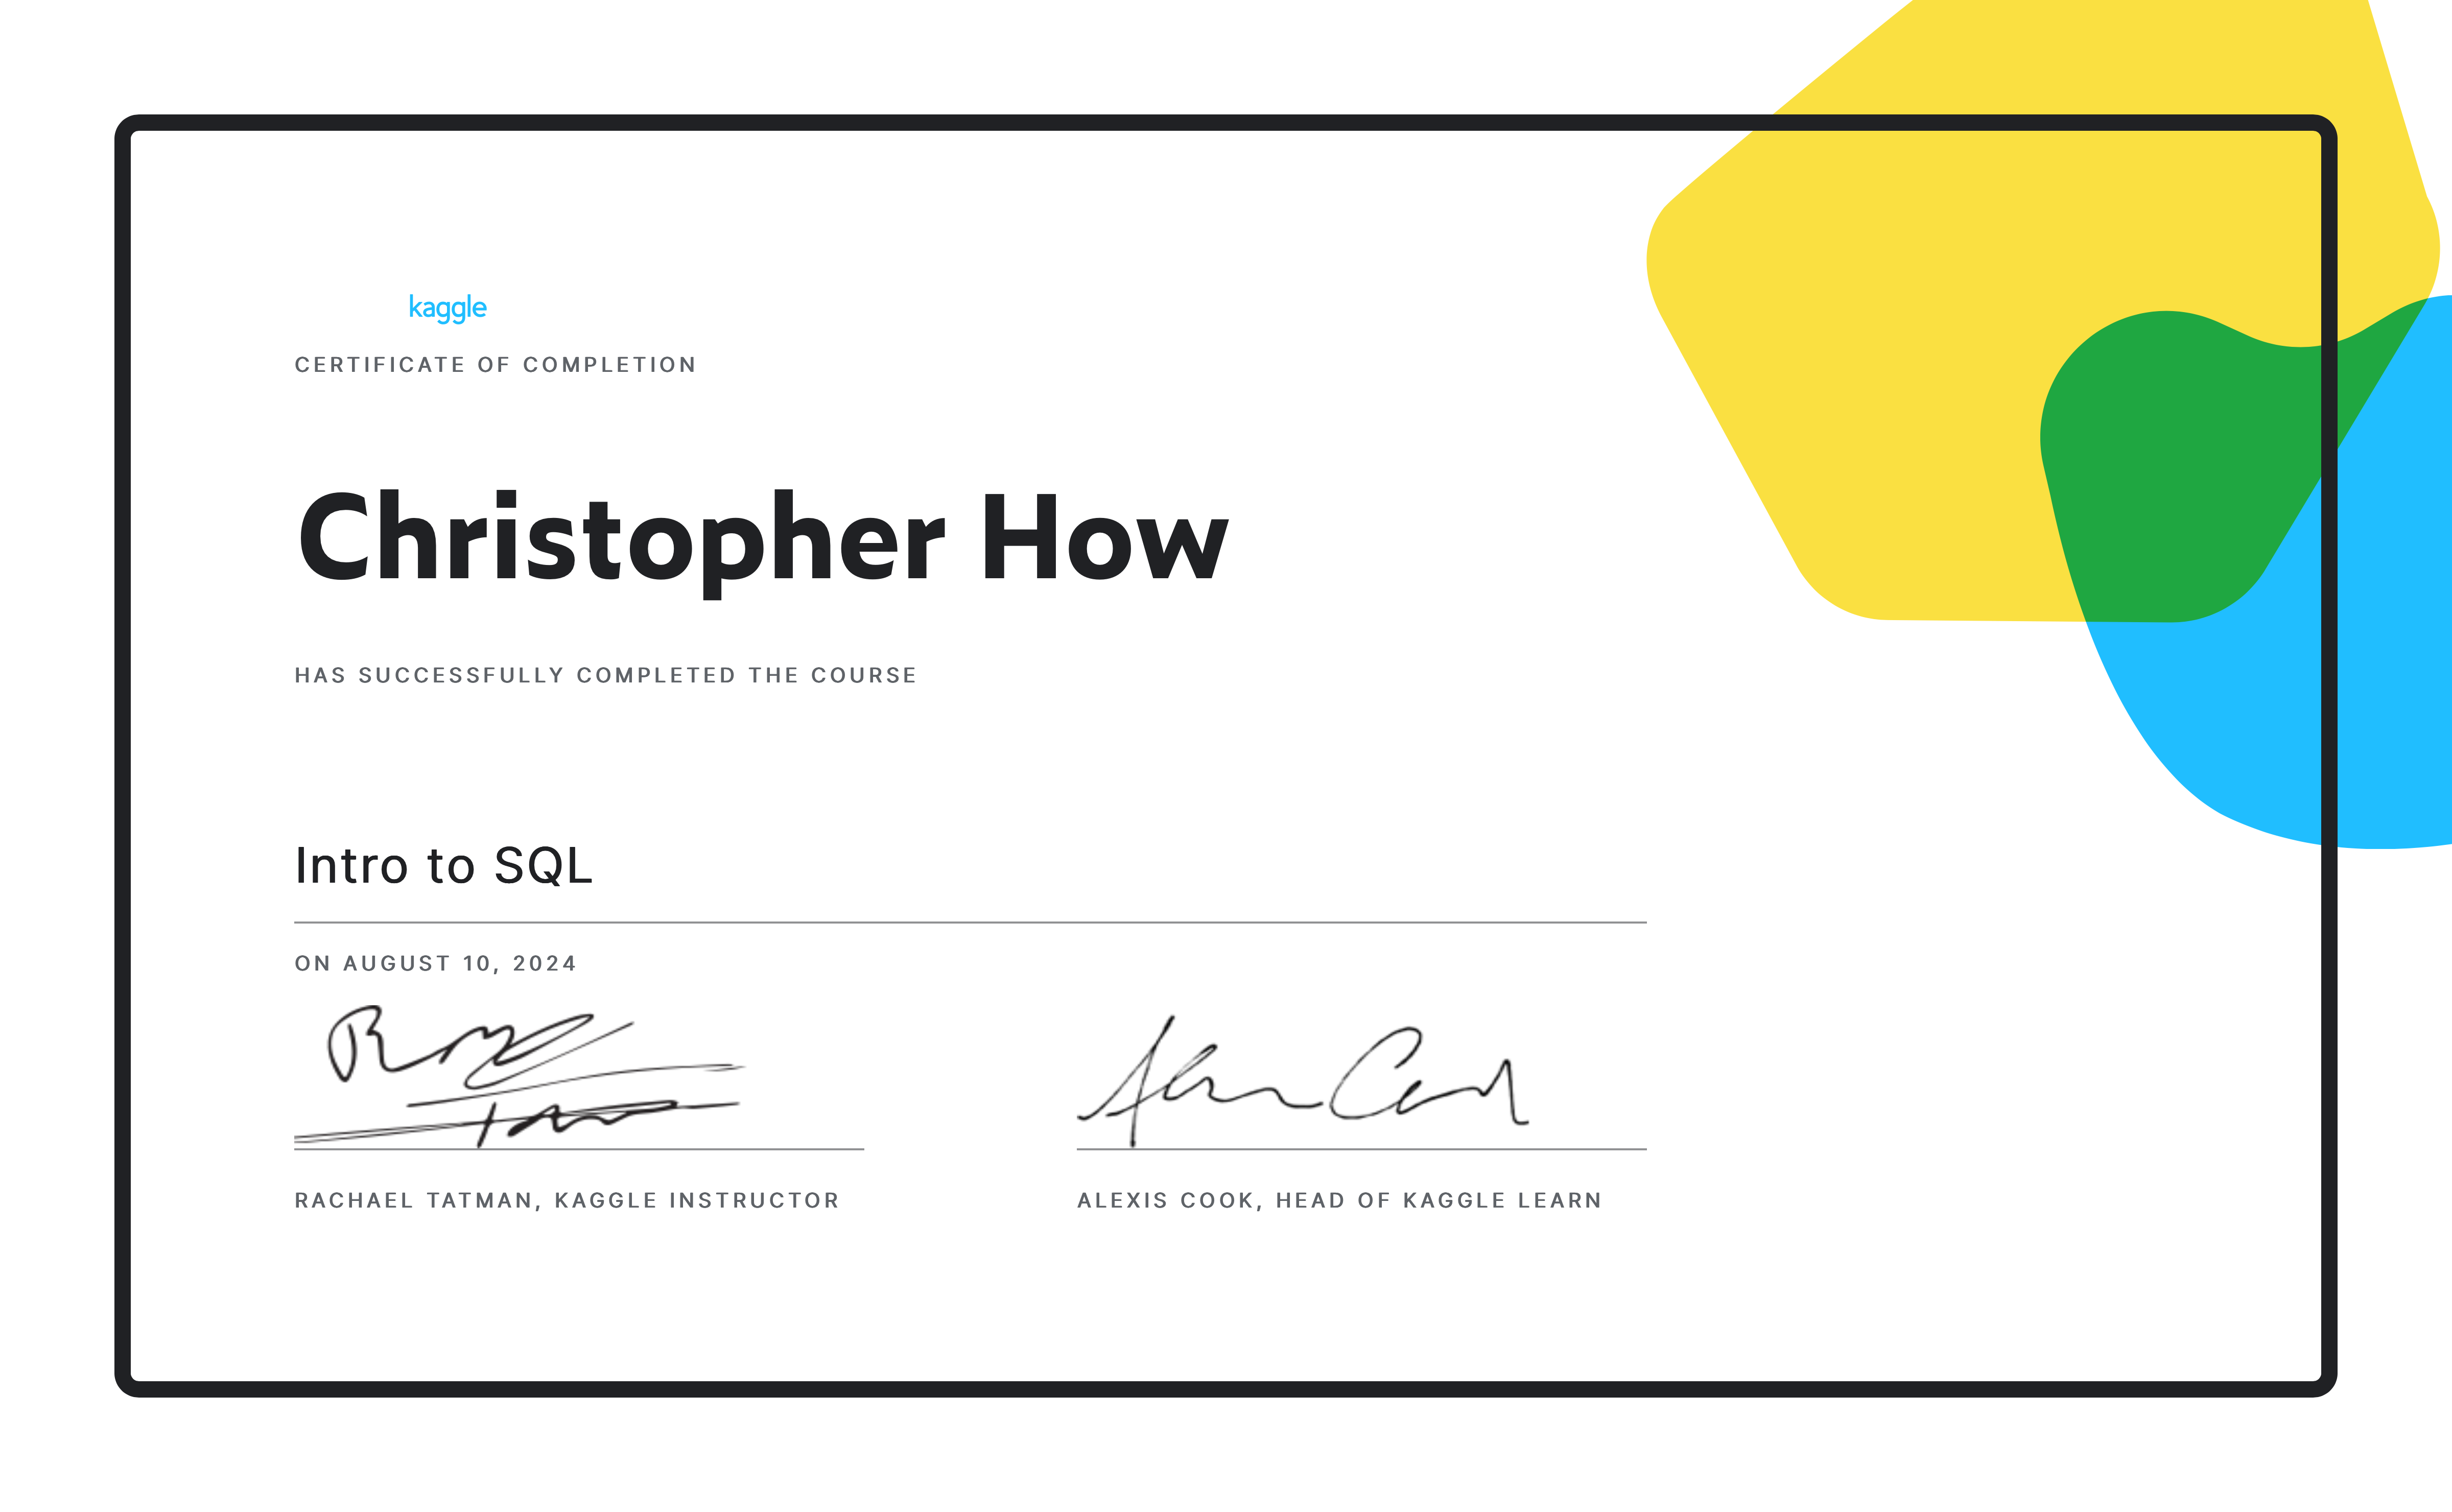 kaggle
CERTIFICATE OF COMPLETION
Christopher How
HAS SUCCESSFULLY COMPLETED THE COURSE
Intro to SQL
ON AUGUST 10, 2024
RACHAEL TATMAN, KAGGLE INSTRUCTOR
ALEXIS COOK, HEAD OF KAGGLE LEARN